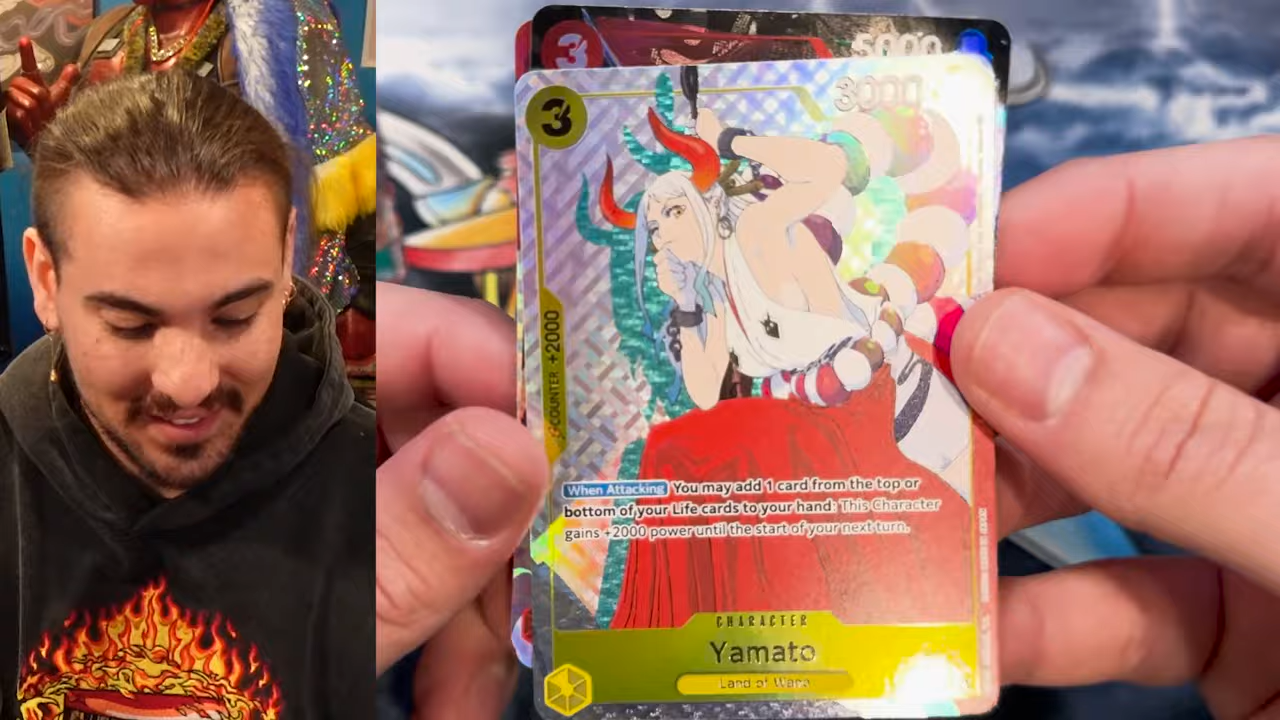 3
5000
3
3000
COUNTER +2000
When Attacking You may add 1 card from the top or
bottom of your Life cards to your hand: This Character
gains +2000 power until the start of your next turn.
CHARACTER
Yamato
Land of Wano